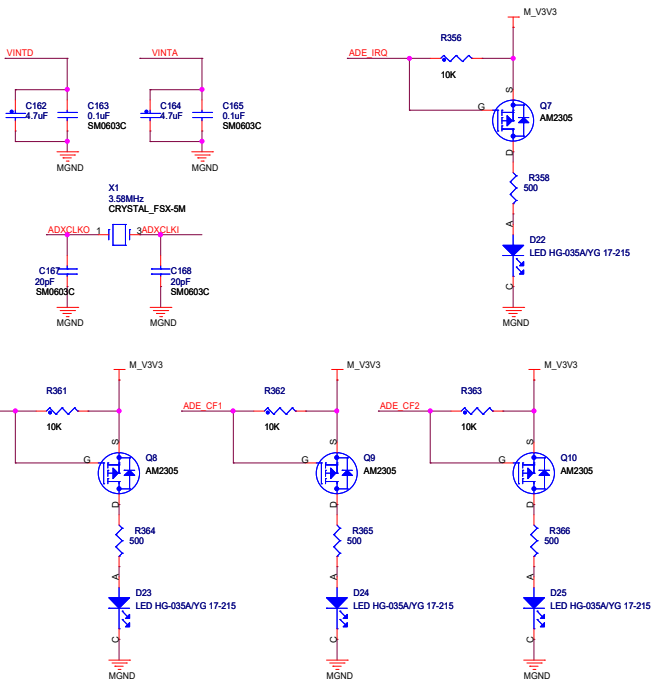 M_V3V3
R356
VINTD
VINTA
ADE_IRQ
10K
C162
4.7uF
C163
0.1uF
SM0603C
C164
4.7uF
C165
0.1uF
SM0603C
S
G
Q7
AM2305
D
MGND
MGND
X1
3.58MHz
CRYSTAL_FSX-5M
R358
500
ADXCLKO
1
3
ADXCLKI
A
D22
LED HG-035A/YG 17-215
C167
20pF
SM0603C
C168
20pF
SM0603C
C
MGND
MGND
MGND
M_V3V3
M_V3V3
M_V3V3
R361
R362
R363
ADE_CF1
ADE_CF2
10K
10K
10K
S
S
S
G
Q8
AM2305
G
Q9
AM2305
G
Q10
AM2305
D
D
D
R364
500
R365
500
R366
500
A
A
A
D23
LED HG-035A/YG 17-215
D24
LED HG-035A/YG 17-215
D25
LED HG-035A/YG 17-215
C
C
C
MGND
MGND
MGND